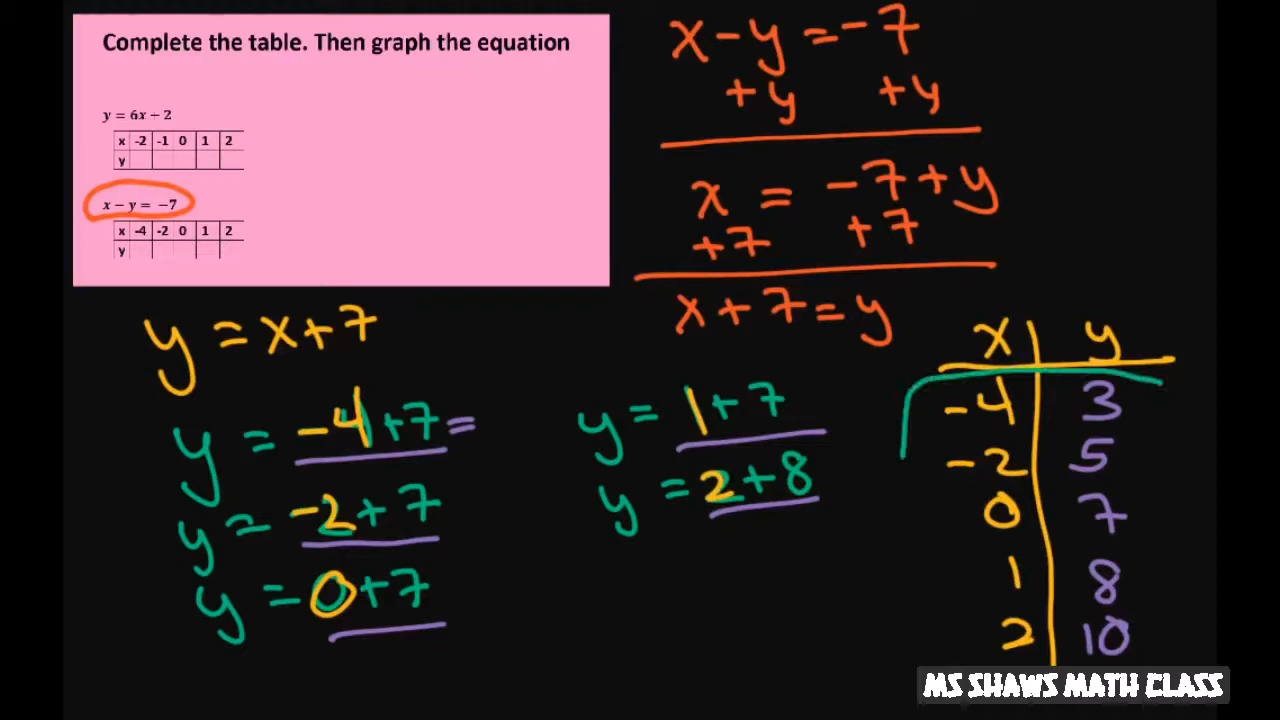 Complete the table. Then graph the equation
y = 6x + 2
x -2 -1 0 1 2
y
x − y = −7
x -4 -2 0 1 2
y
x - y = -7
+y +y
x = -7 + y
+7 +7
x + 7 = y
y = x + 7
y = -4 + 7 =
y = -2 + 7
y = 0 + 7
y = 1 + 7
y = 2 + 8
x y
-4 3
-2 5
0 7
1 8
2 10
MS SHAWS MATH CLASS